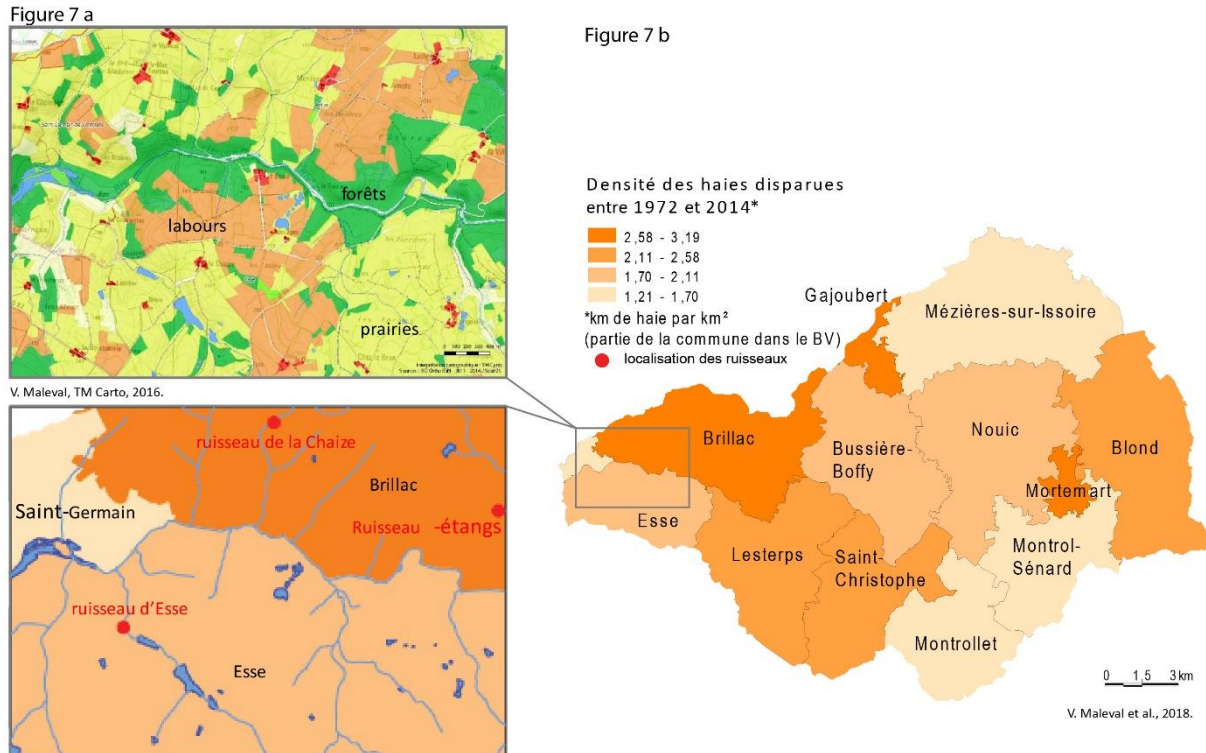 Figure 7 a
labours
forêts
prairies
V. Maleval, TM Carto, 2016.
ruisseau de la Chaize
Brillac
Saint-Germain
Ruisseau -étangs
ruisseau d'Esse
Esse
Figure 7 b
Densité des haies disparues
entre 1972 et 2014*
2,58 - 3,19
2,11 - 2,58
1,70 - 2,11
1,21 - 1,70
*km de haie par km²
(partie de la commune dans le BV)
localisation des ruisseaux
Gajoubert
Mézières-sur-Issoire
Brillac
Bussière-
Boffy
Nouic
Blond
Mortemart
Esse
Lesterps
Saint-
Christophe
Montrol-
Sénard
Montrollet
0 1,5 3 km
V. Maleval et al., 2018.